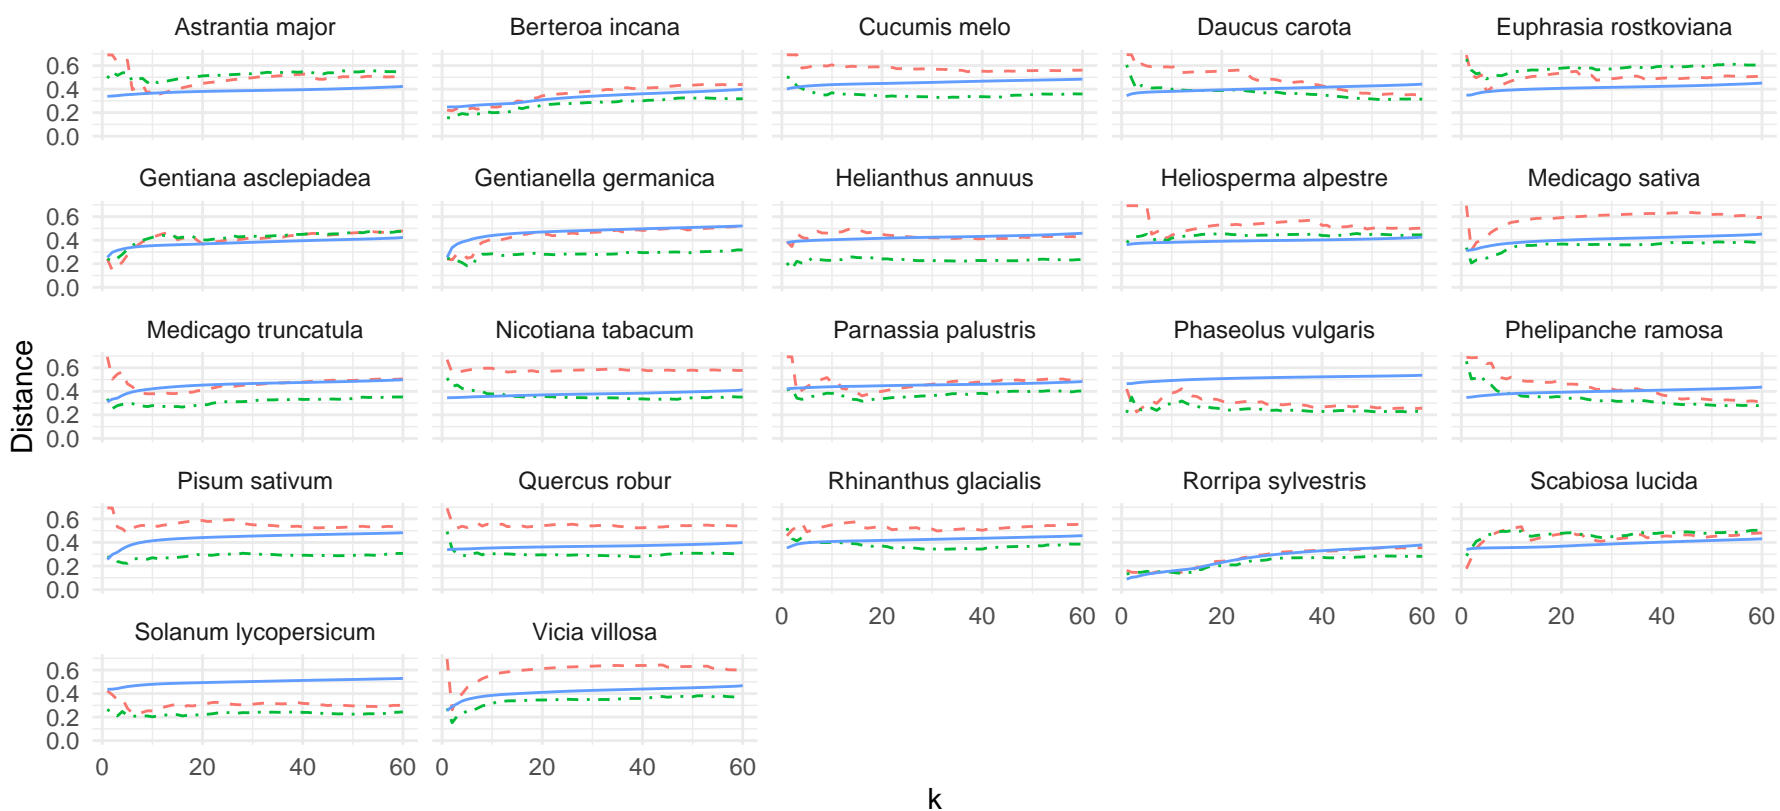 Astrantia major
Berteroa incana
Cucumis melo
Daucus carota
Euphrasia rostkoviana
0.6
0.4
0.2
0.0
Gentiana asclepiadea
Gentianella germanica
Helianthus annuus
Heliosperma alpestre
Medicago sativa
0.6
0.4
0.2
0.0
Medicago truncatula
Nicotiana tabacum
Parnassia palustris
Phaseolus vulgaris
Phelipanche ramosa
0.6
0.4
0.2
0.0
Distance
Pisum sativum
Quercus robur
Rhinanthus glacialis
Rorripa sylvestris
Scabiosa lucida
0.6
0.4
0.2
0.0
0 20 40 60
0 20 40 60
0 20 40 60
Solanum lycopersicum
Vicia villosa
0.6
0.4
0.2
0.0
0 20 40 60
0 20 40 60
k